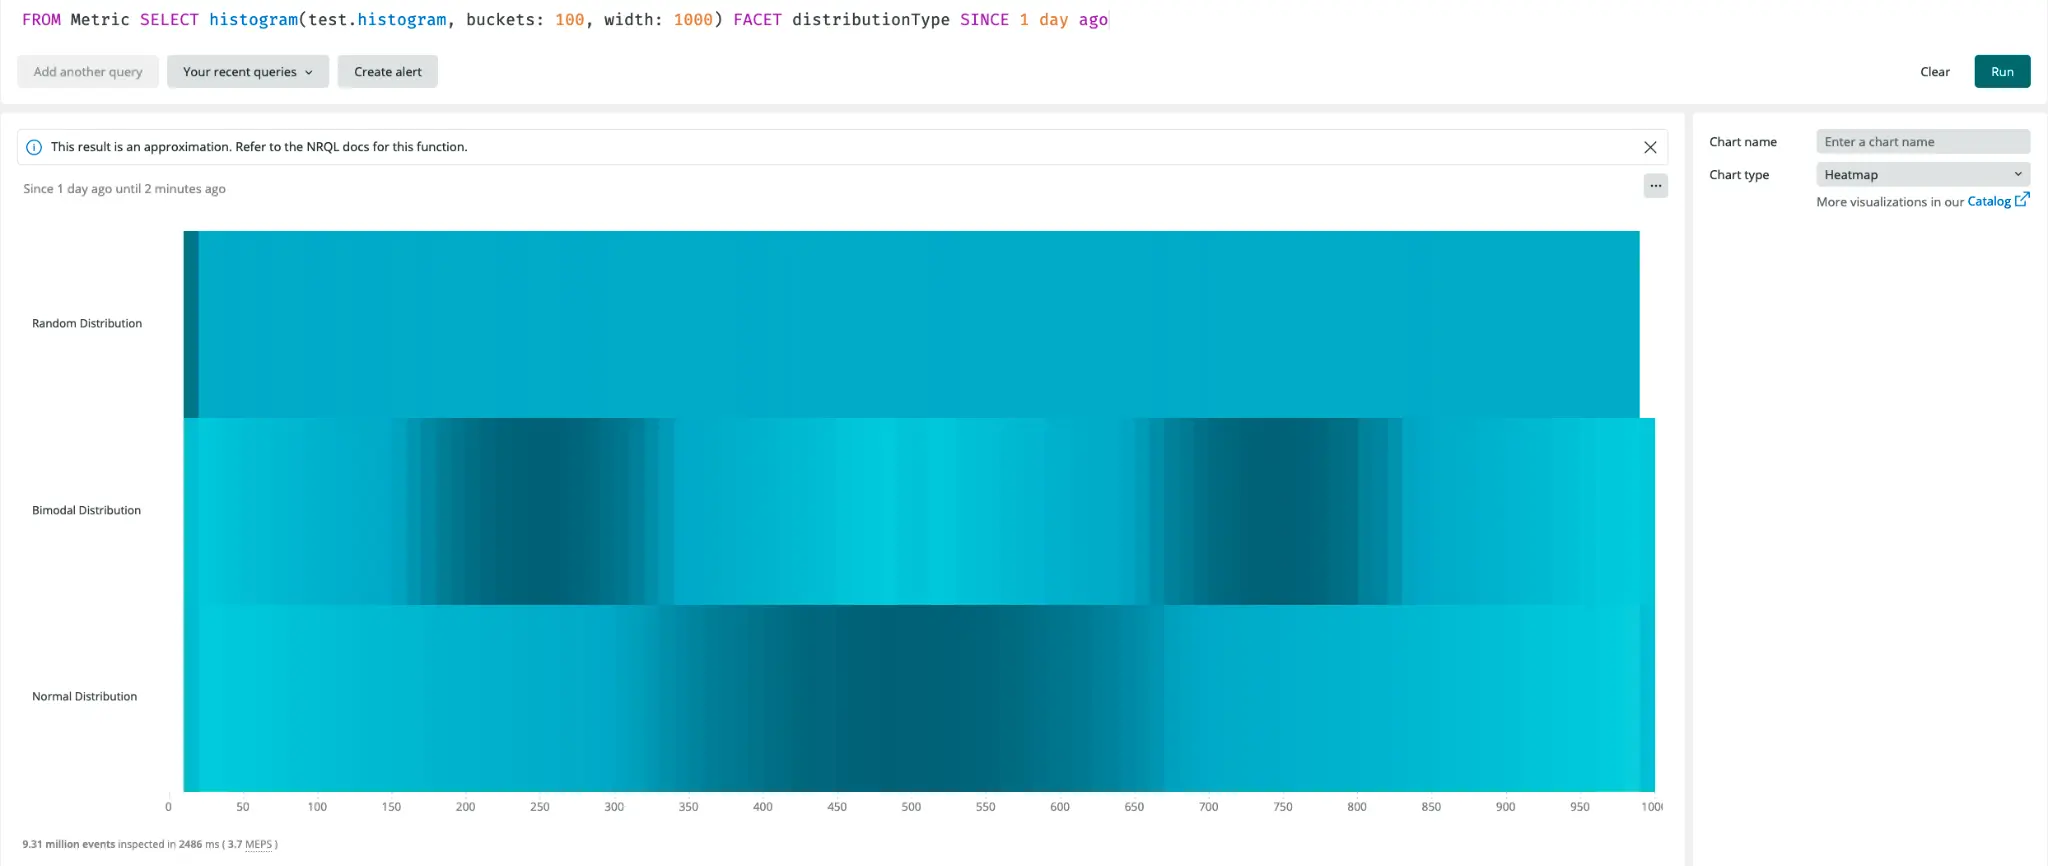 FROM Metric SELECT histogram(test.histogram, buckets: 100, width: 1000) FACET distributionType SINCE 1 day ago
Add another query
Your recent queries
Create alert
Clear
Run
This result is an approximation. Refer to the NRQL docs for this function.
Since 1 day ago until 2 minutes ago
...
Chart name
Enter a chart name
Chart type
Heatmap
More visualizations in our Catalog
Random Distribution
Bimodal Distribution
Normal Distribution
0 50 100 150 200 250 300 350 400 450 500 550 600 650 700 750 800 850 900 950 1000
9.31 million events inspected in 2486 ms ( 3.7 MEPS )